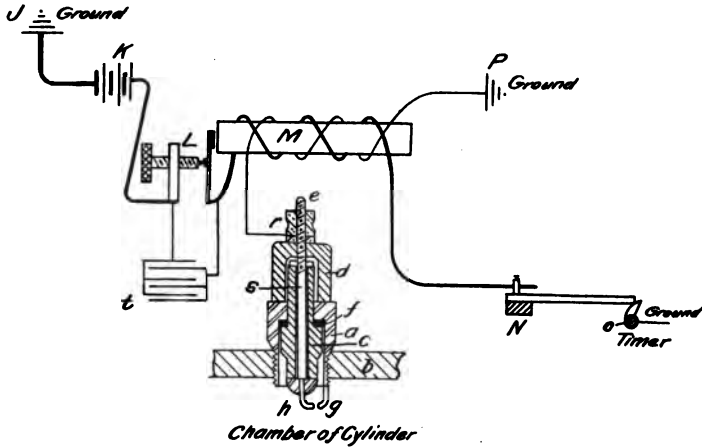 J Ground
K
P
Ground
L
M
e
r
d
s
t
f
a
c
b
N
o
Ground
Timer
h g
Chamber of Cylinder